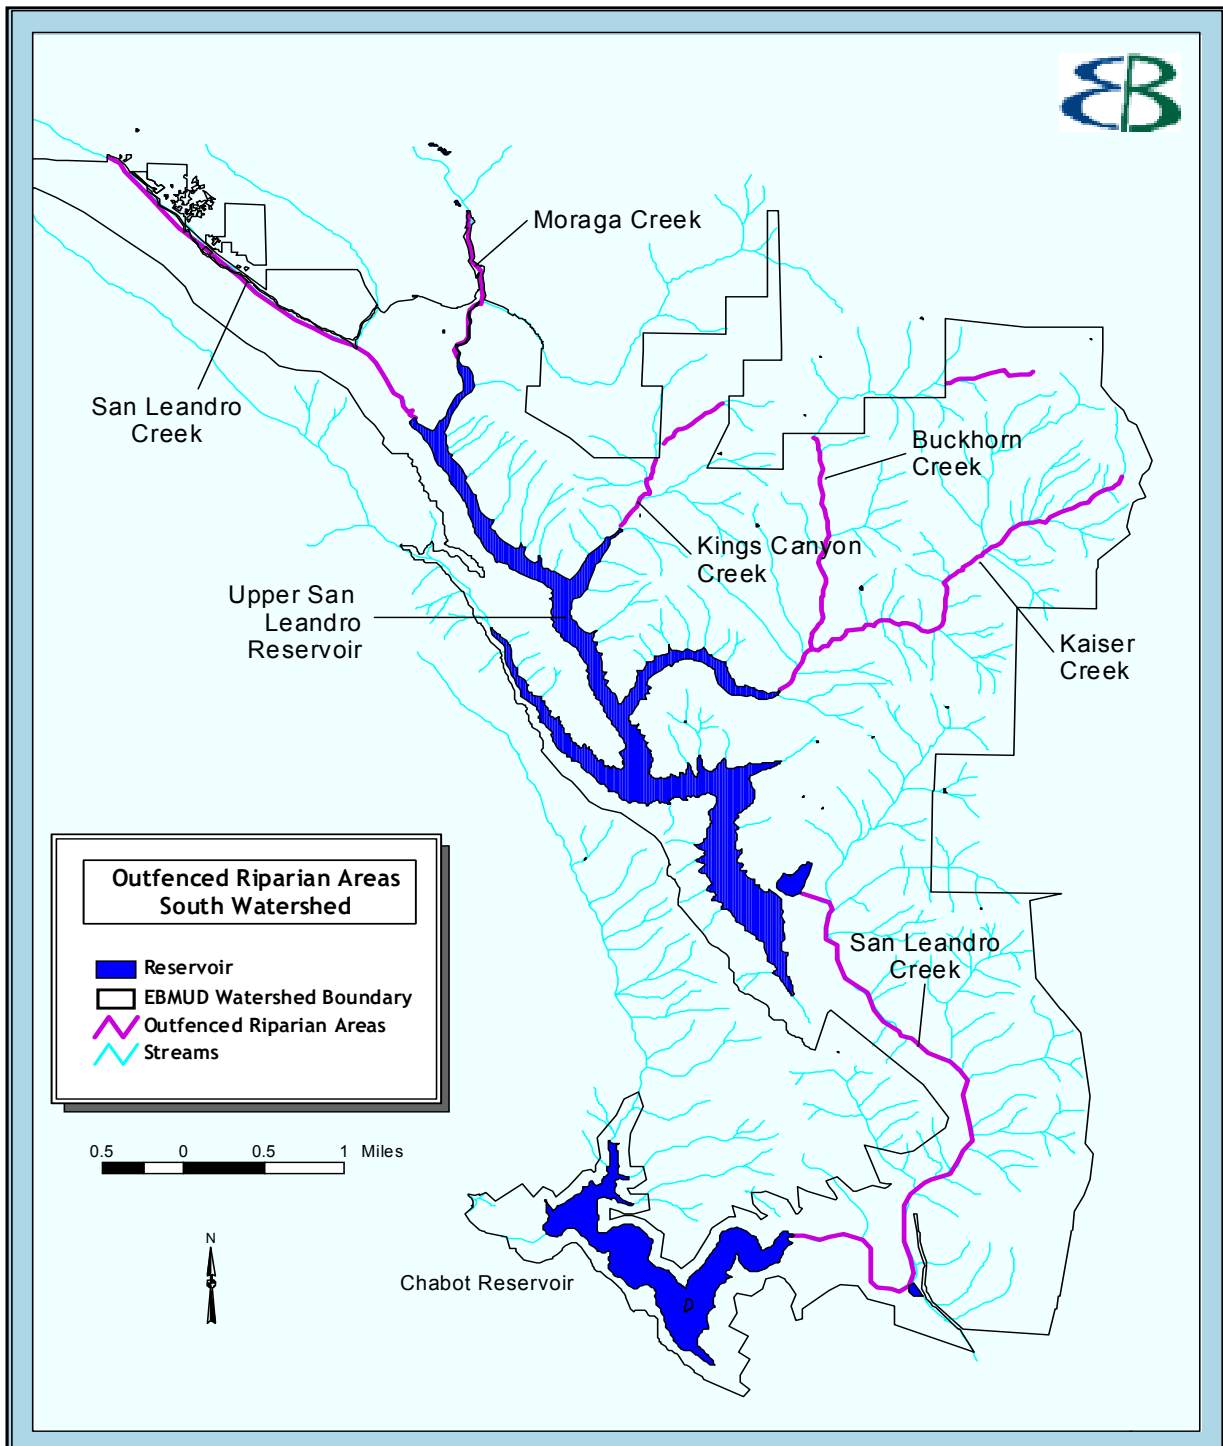 EB
Moraga Creek
San Leandro
Creek
Buckhorn
Creek
Kings Canyon
Creek
Upper San
Leandro
Reservoir
Kaiser
Creek
Outfenced Riparian Areas
South Watershed
Reservoir
EBMUD Watershed Boundary
Outfenced Riparian Areas
Streams
San Leandro
Creek
0.5 0 0.5 1 Miles
N
Chabot Reservoir